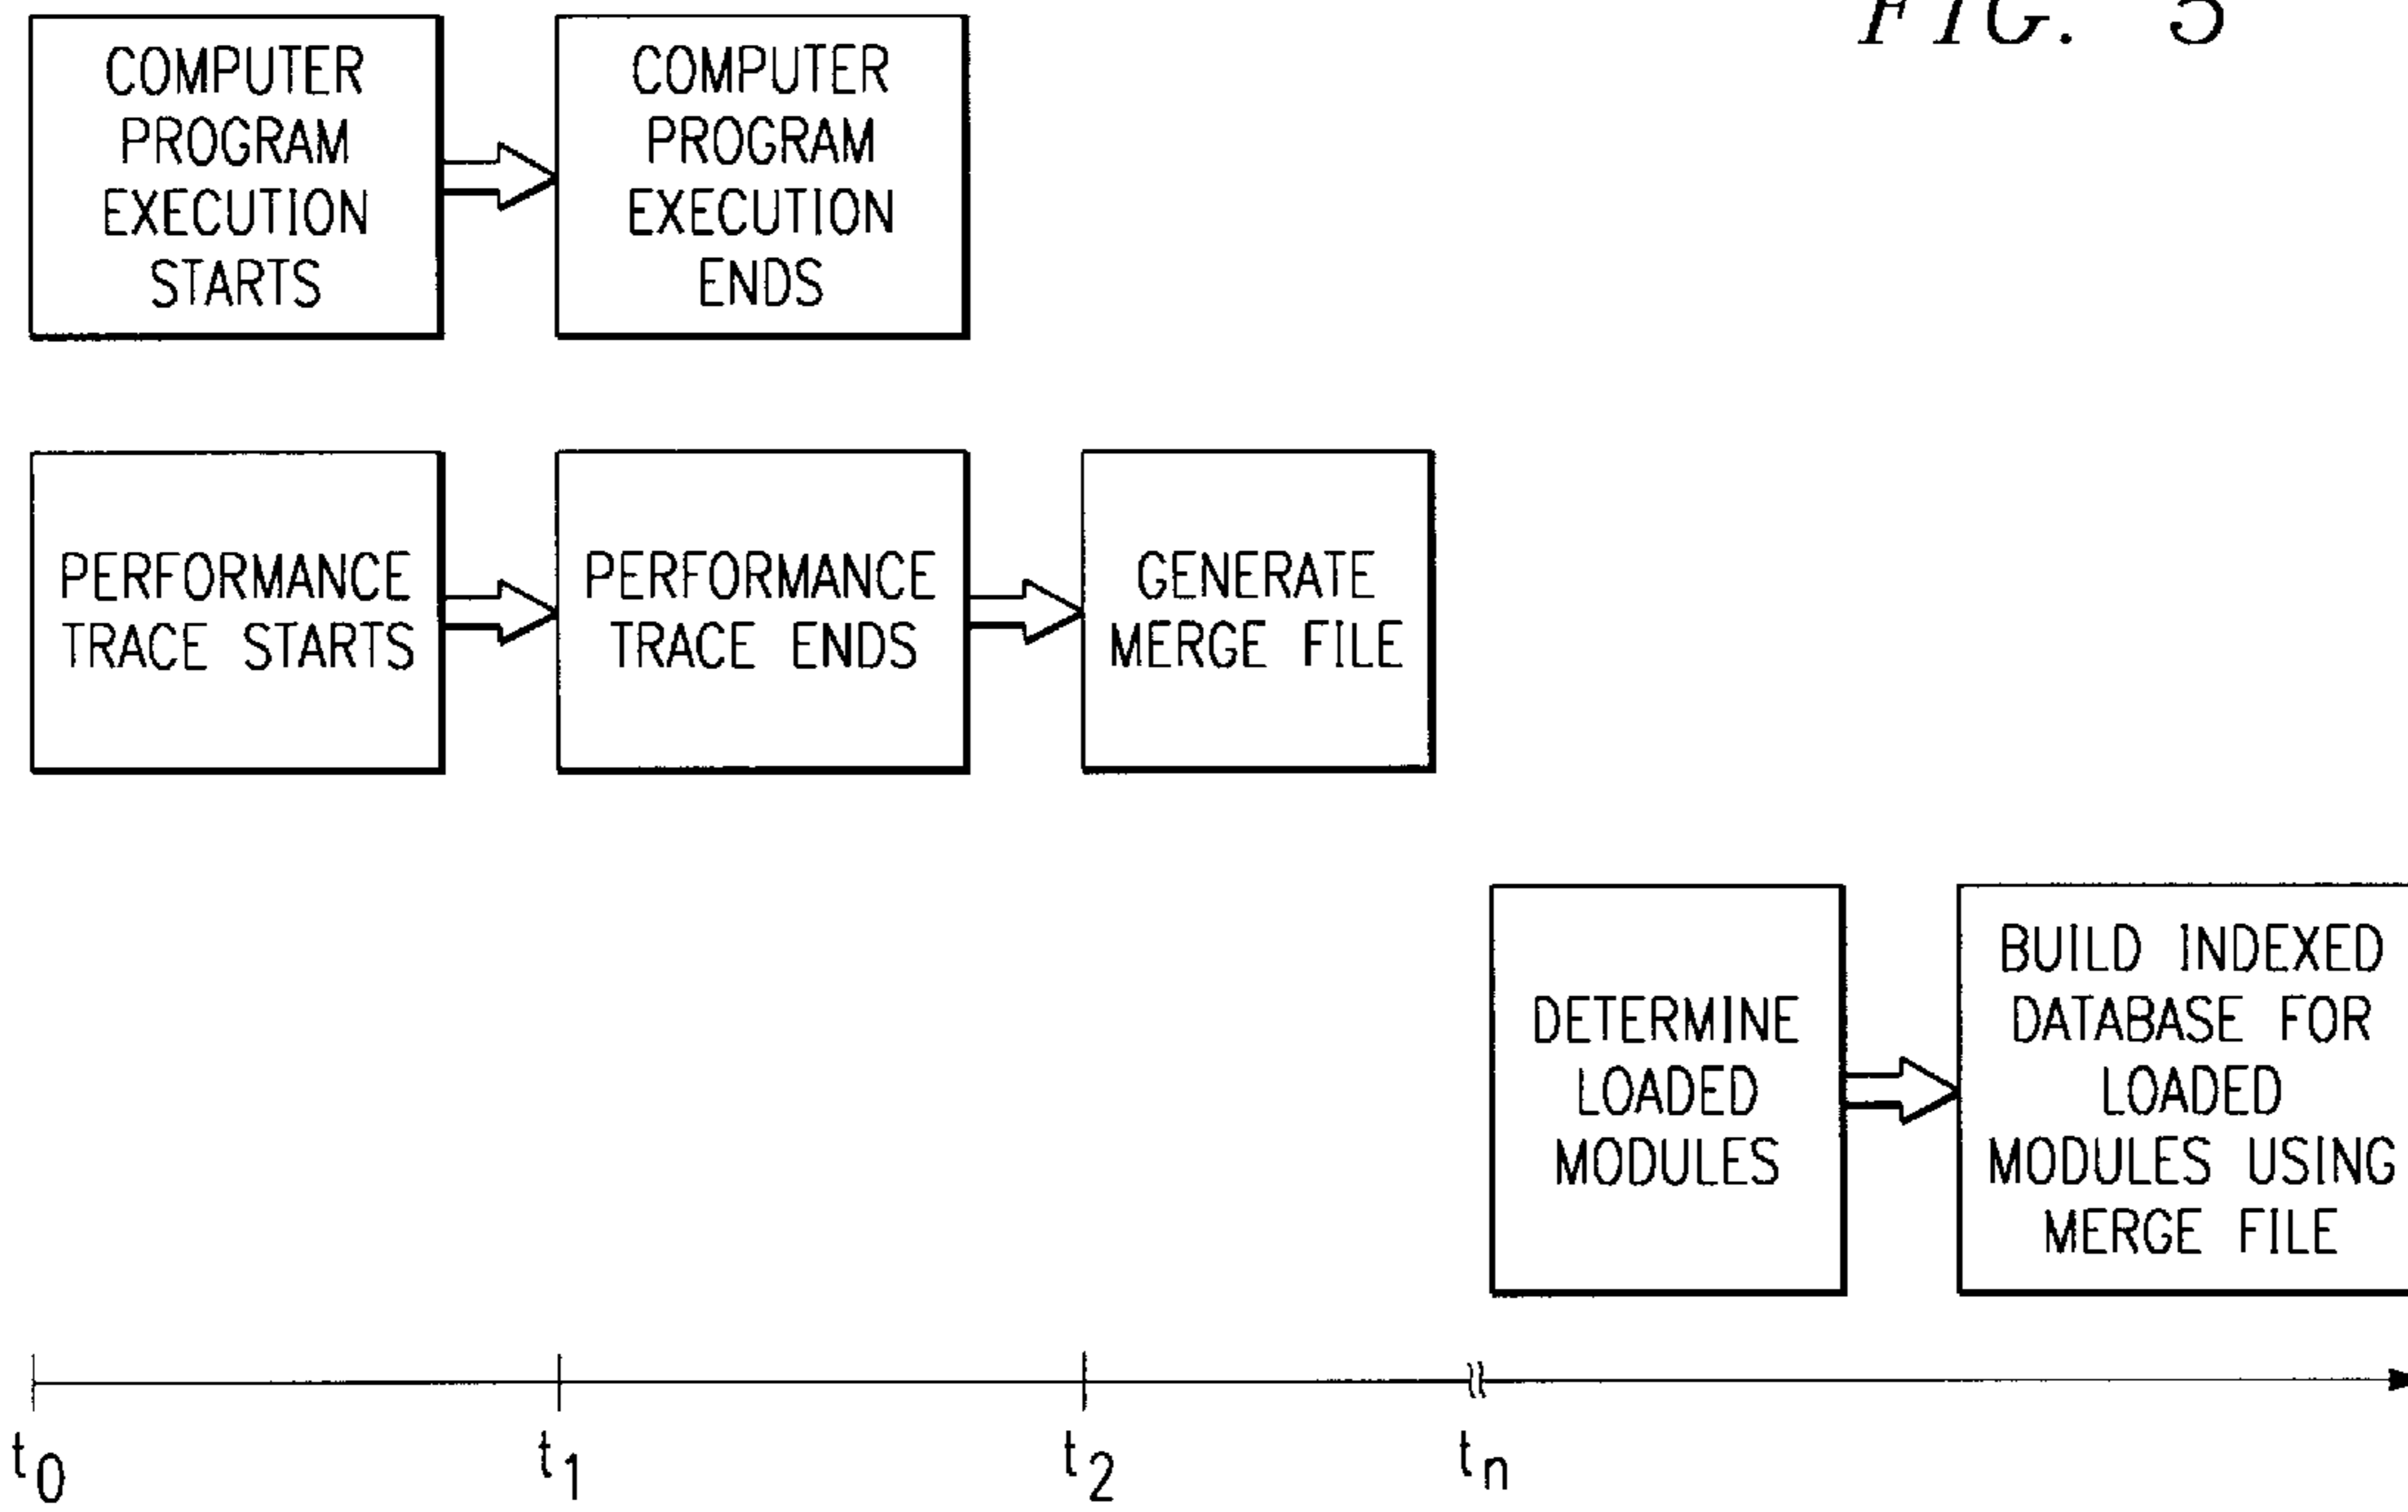 FIG. 5
COMPUTER
PROGRAM
EXECUTION
STARTS
COMPUTER
PROGRAM
EXECUTION
ENDS
PERFORMANCE
TRACE STARTS
PERFORMANCE
TRACE ENDS
GENERATE
MERGE FILE
DETERMINE
LOADED
MODULES
BUILD INDEXED
DATABASE FOR
LOADED
MODULES USING
MERGE FILE
t0
t1
t2
tn